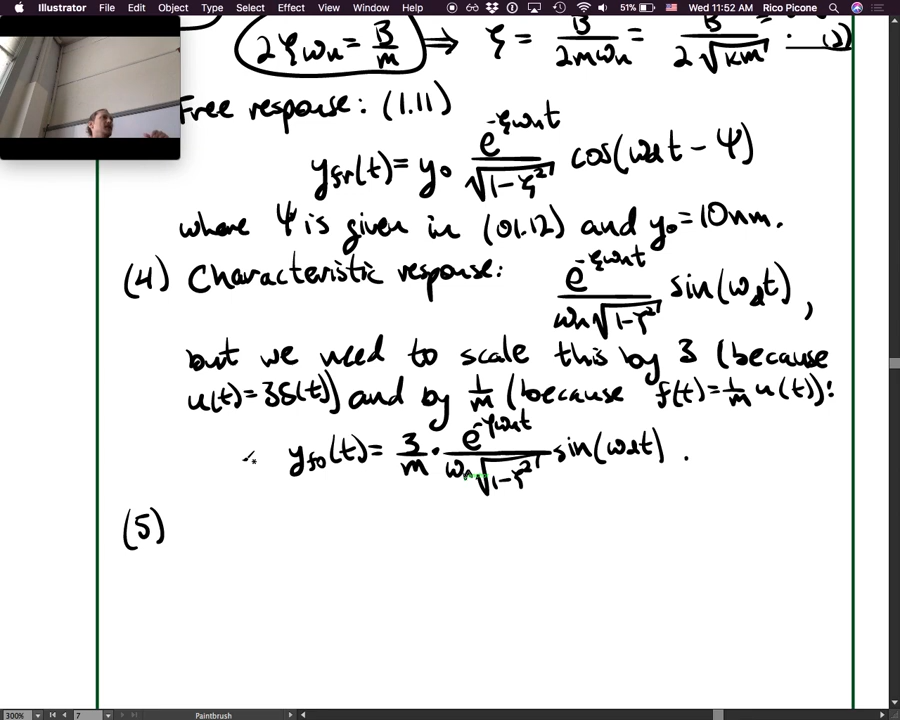 Illustrator File Edit Object Type Select Effect View Window Help 51% Wed 11:52 AM Rico Picone
2ζωn = B/m ⟹ ζ = B/2mωn = B/2√km
Free response: (1.11)
yfr(t) = y0 e^-ζωnt/√1-ζ² cos(ωdt - Ψ)
where Ψ is given in (01.12) and y0 = 10nm.
(4) Characteristic response: e^-ζωnt/ωn√1-ζ² sin(ωdt),
but we need to scale this by 3 (because
u(t) = 3δ(t)) and by 1/m (because f(t) = 1/m u(t))!
∴ yfo(t) = 3/m · e^-ζωnt/ωn√1-ζ² sin(ωdt).
(5)
300% 7 Paintbrush